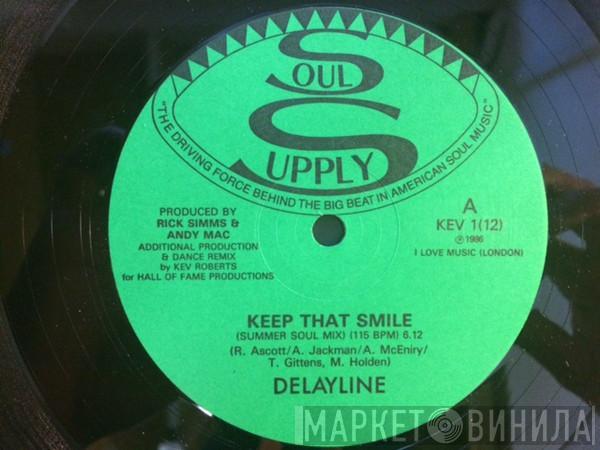 SOUL
SUPPLY
"THE DRIVING FORCE BEHIND THE BIG BEAT IN AMERICAN SOUL MUSIC"
PRODUCED BY
RICK SIMMS &
ANDY MAC
ADDITIONAL PRODUCTION
& DANCE REMIX
by KEV ROBERTS
for HALL OF FAME PRODUCTIONS
A
KEV 1(12)
℗1986
I LOVE MUSIC (LONDON)
KEEP THAT SMILE
(SUMMER SOUL MIX) (115 BPM) 6.12
(R. Ascott/A. Jackman/A. McEniry/
T. Gittens, M. Holden)
DELAYLINE
МАРКЕТ ВИНИЛА